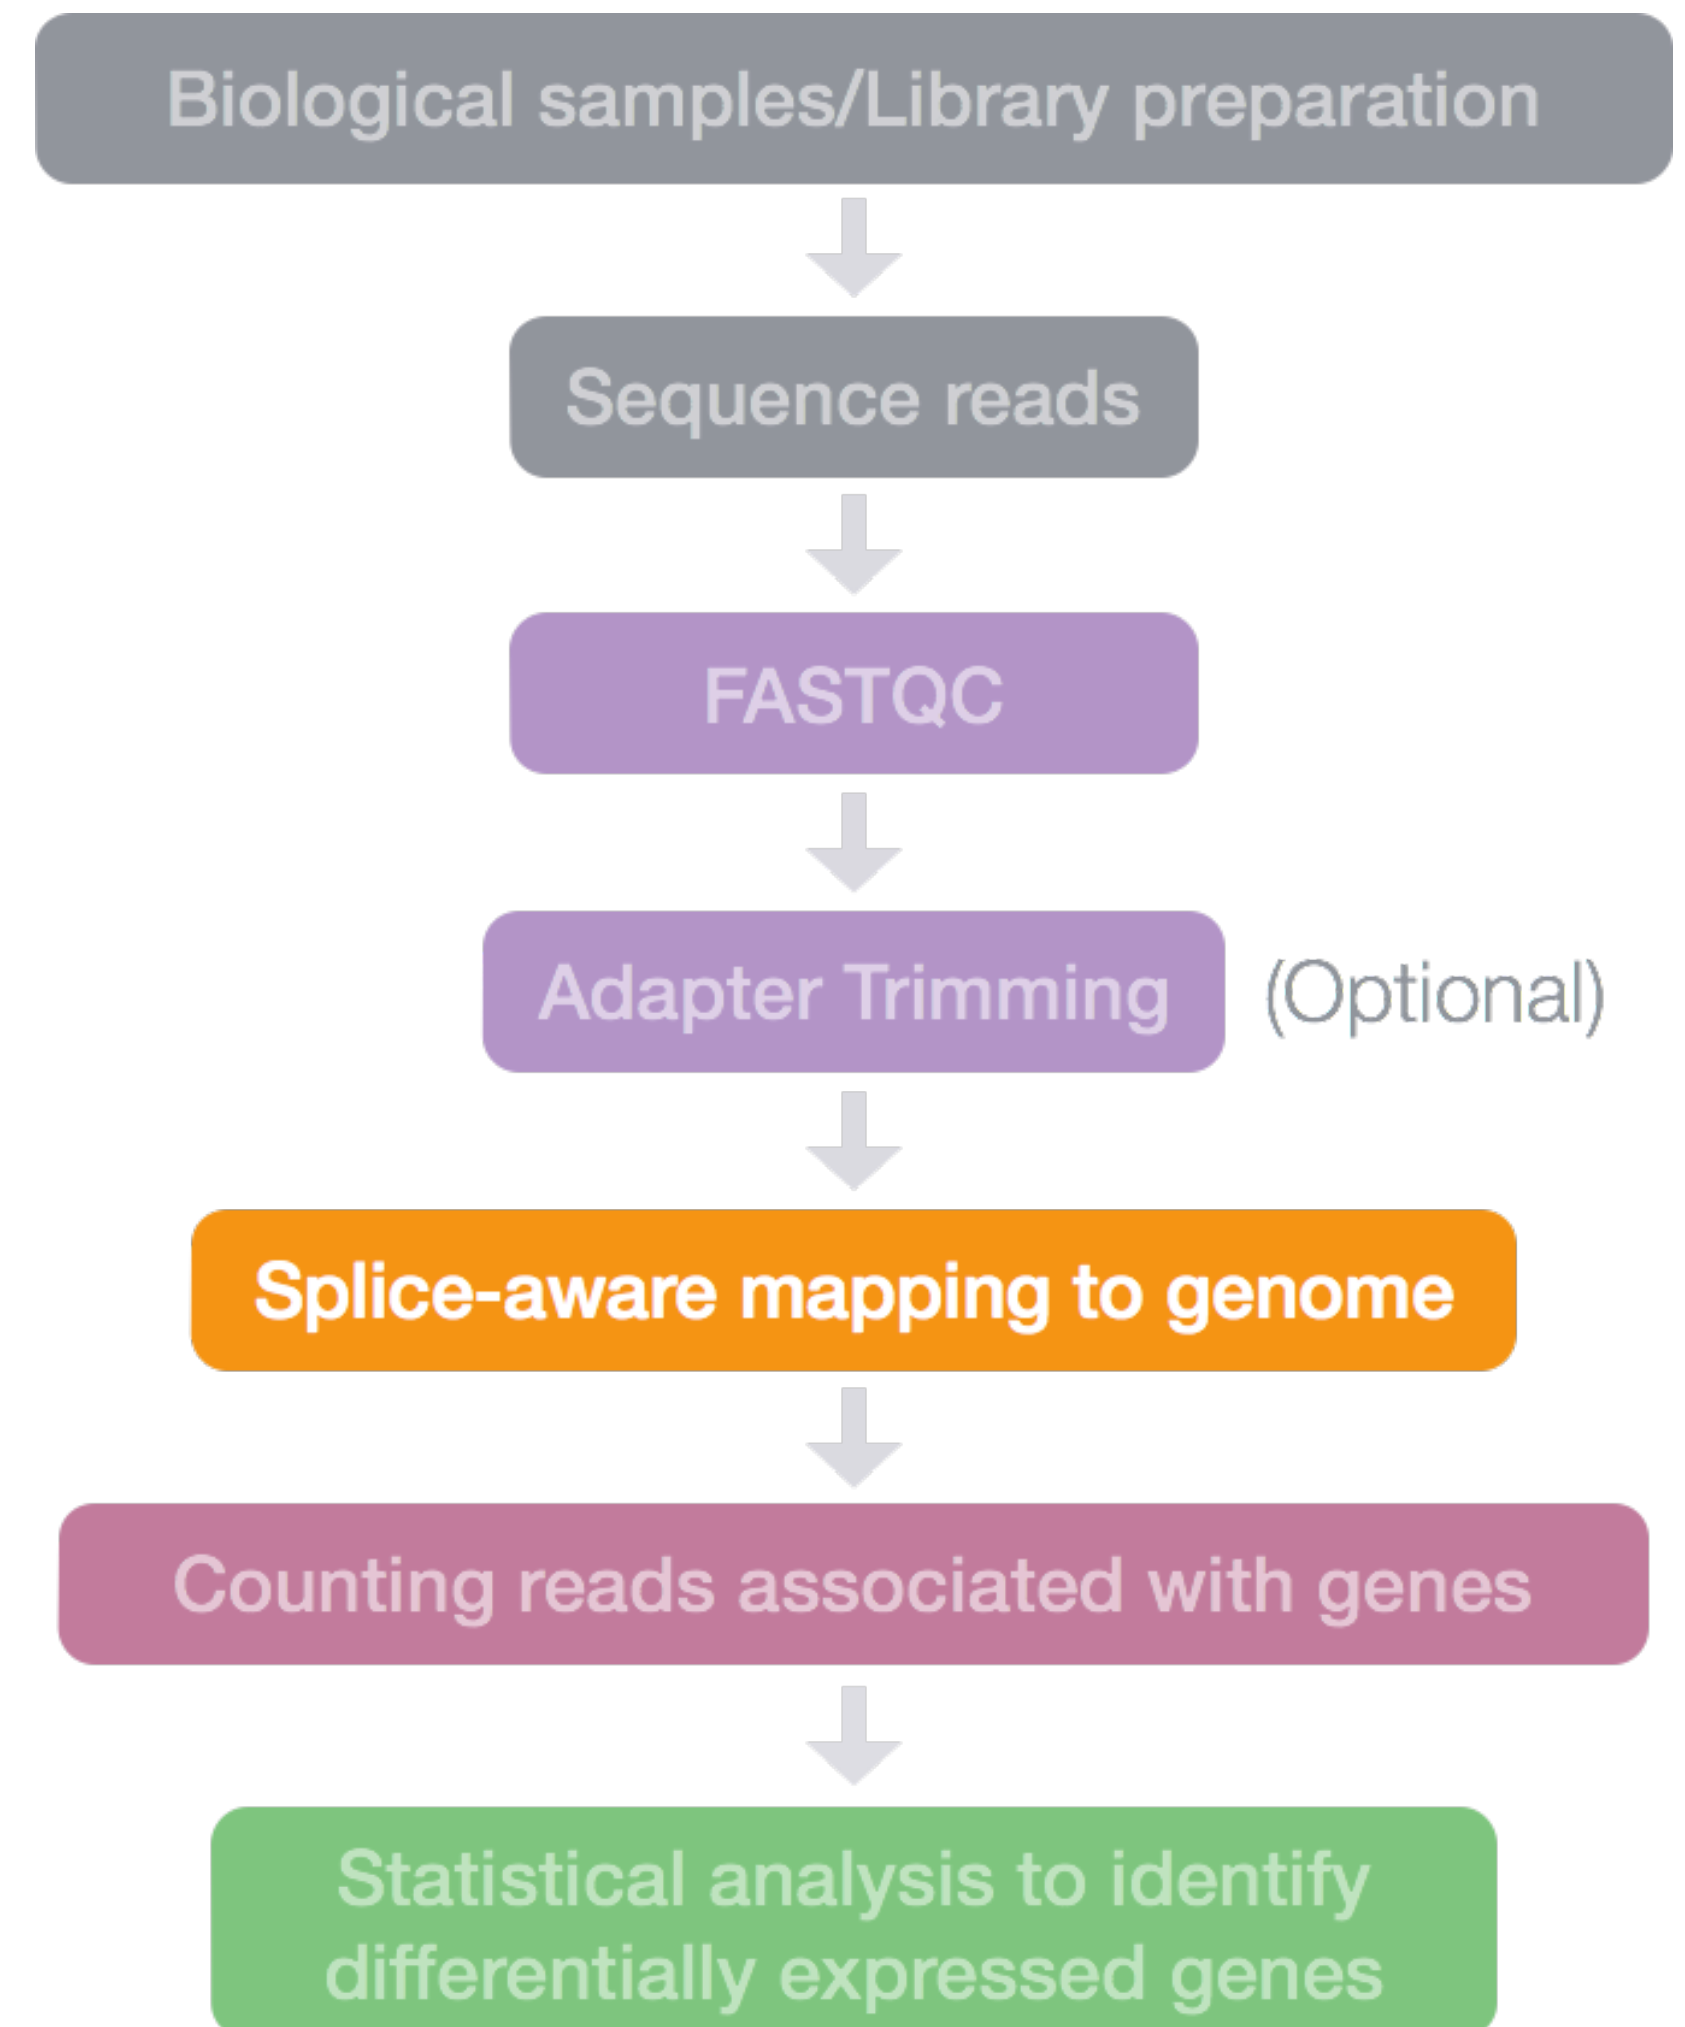 Biological samples/Library preparation
Sequence reads
FASTQC
Adapter Trimming (Optional)
Splice-aware mapping to genome
Counting reads associated with genes
Statistical analysis to identify
differentially expressed genes